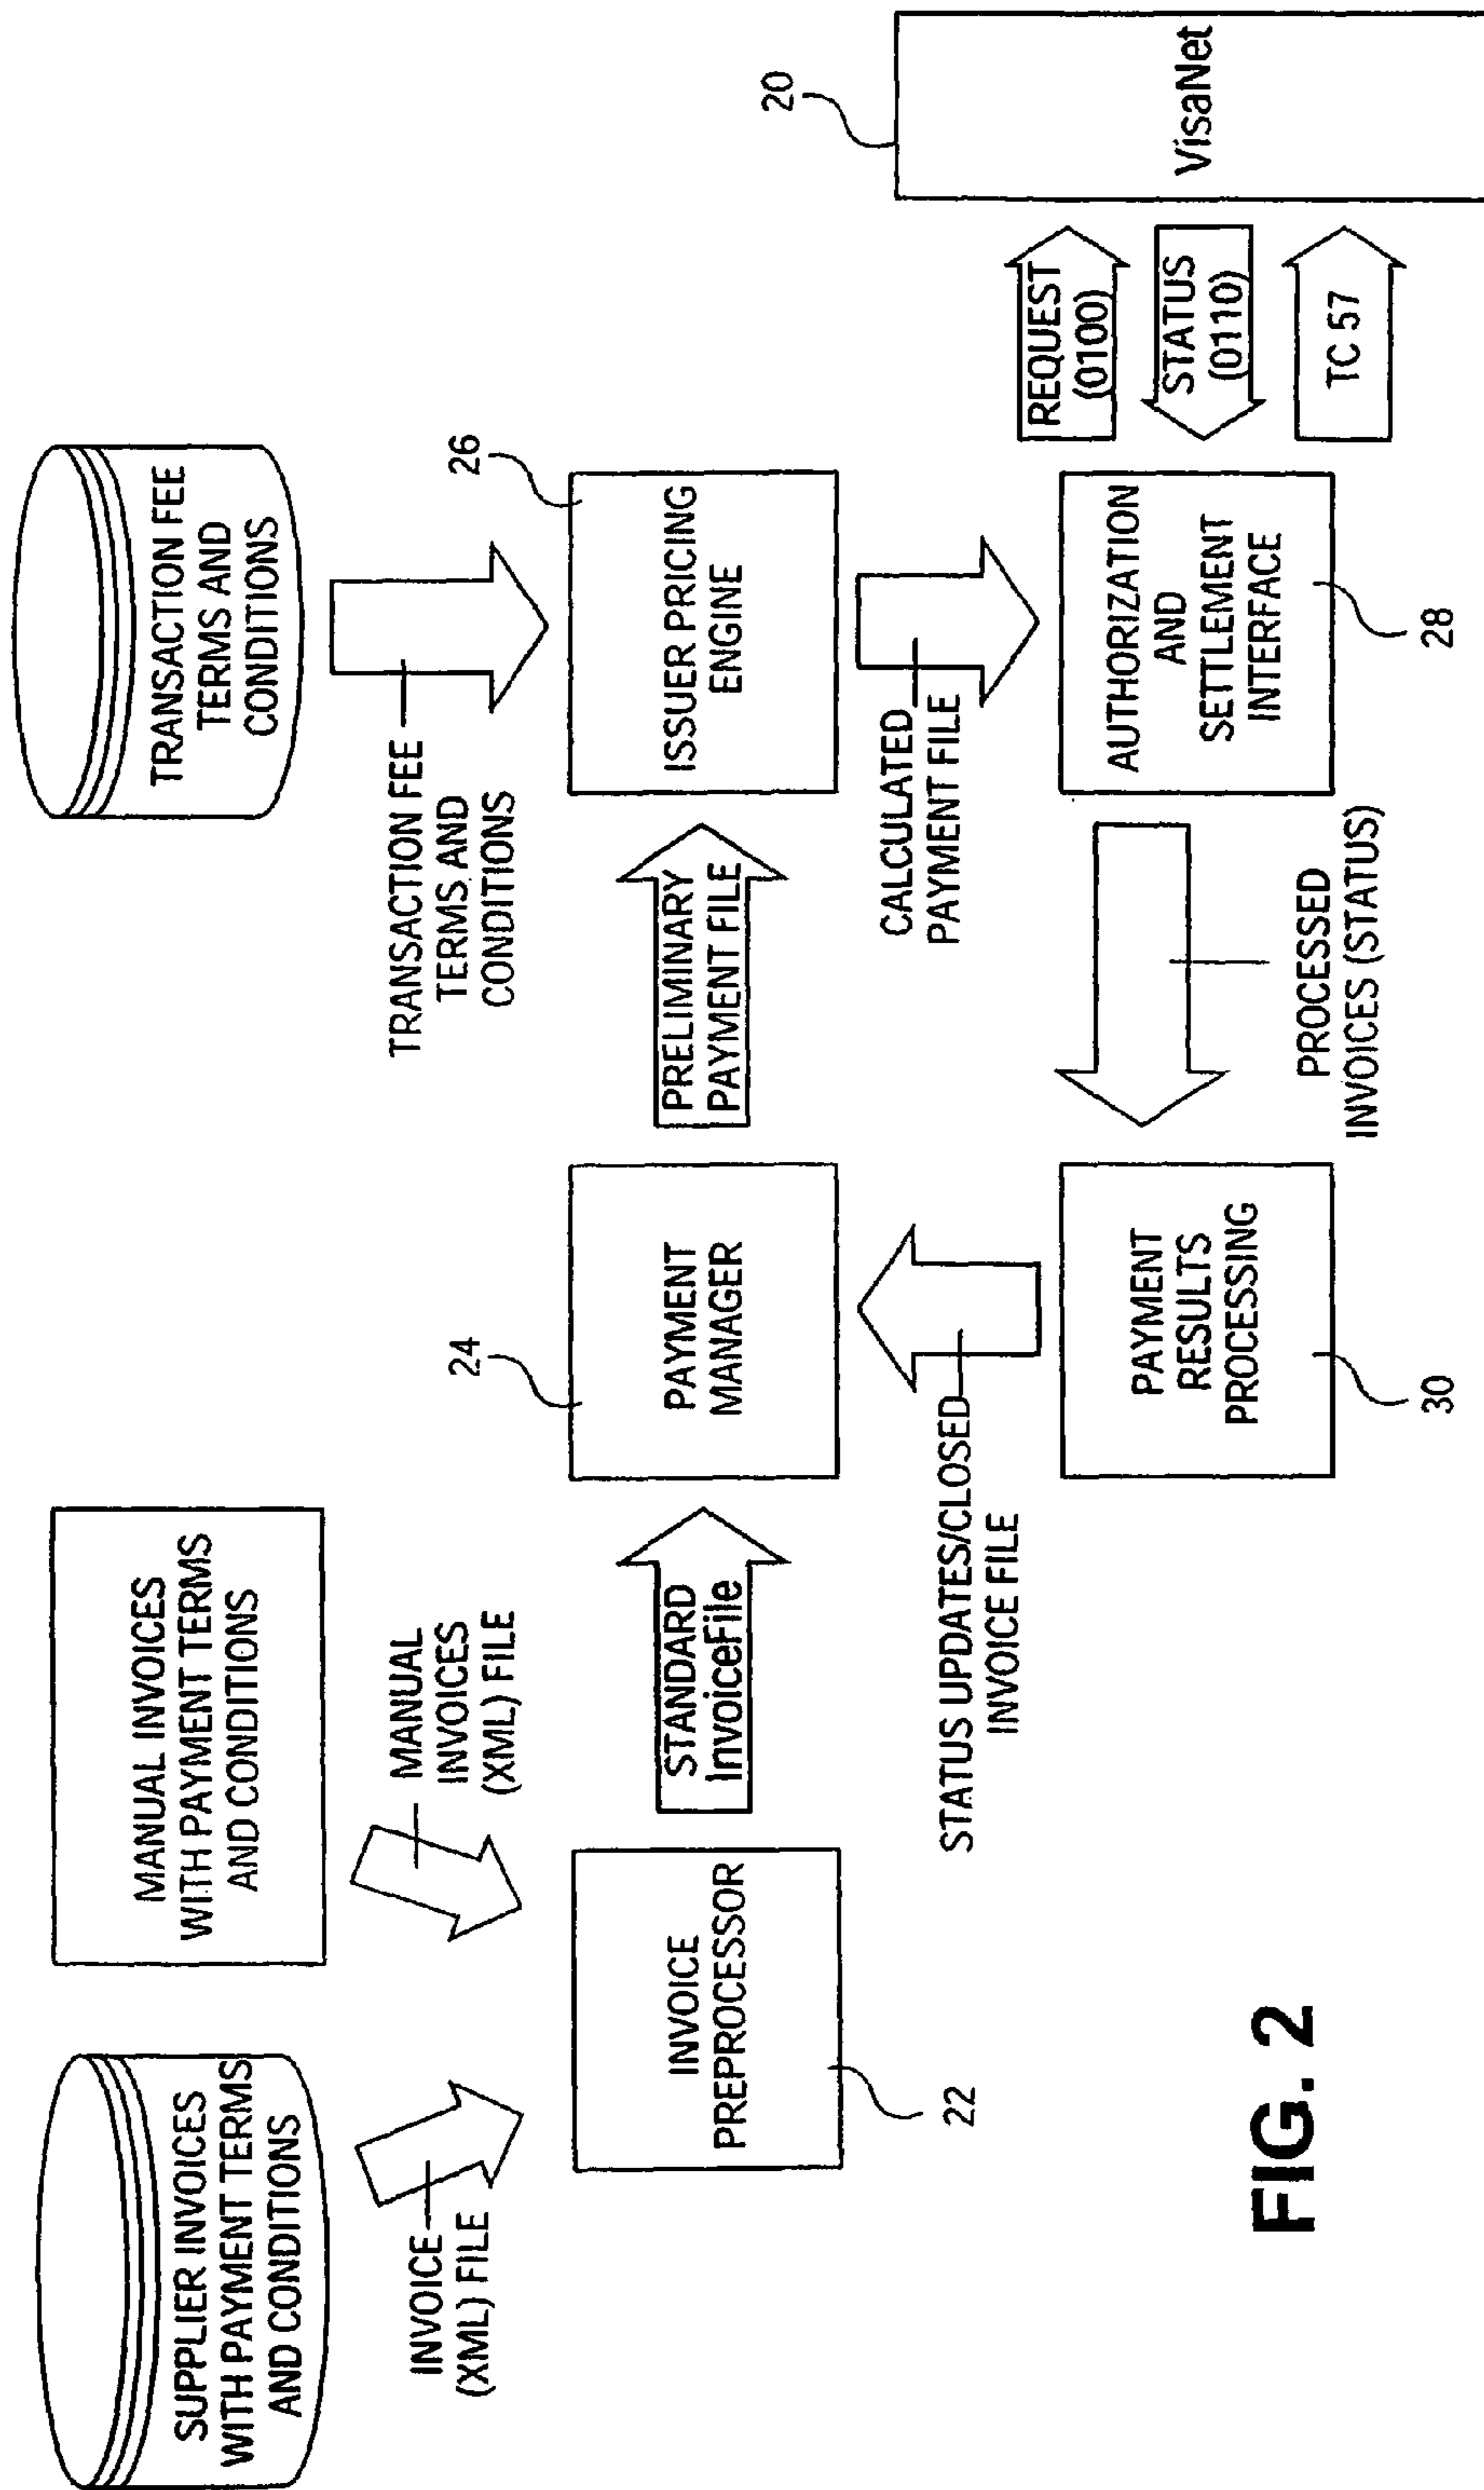 SUPPLIER INVOICES
WITH PAYMENT TERMS
AND CONDITIONS
MANUAL INVOICES
WITH PAYMENT TERMS
AND CONDITIONS
TRANSACTION FEE
TERMS AND
CONDITIONS
INVOICE
(XML) FILE
MANUAL
INVOICES
(XML) FILE
TRANSACTION FEE
TERMS AND
CONDITIONS
24
26
INVOICE
PREPROCESSOR
22
STANDARD
InvoiceFile
PAYMENT
MANAGER
PRELIMINARY
PAYMENT FILE
ISSUER PRICING
ENGINE
STATUS UPDATES/CLOSED
INVOICE FILE
CALCULATED
PAYMENT FILE
20
PAYMENT
RESULTS
PROCESSING
30
AUTHORIZATION
AND
SETTLEMENT
INTERFACE
28
REQUEST
(0100)
STATUS
(0110)
TC 57
VisaNet
PROCESSED
INVOICES (STATUS)
FIG. 2